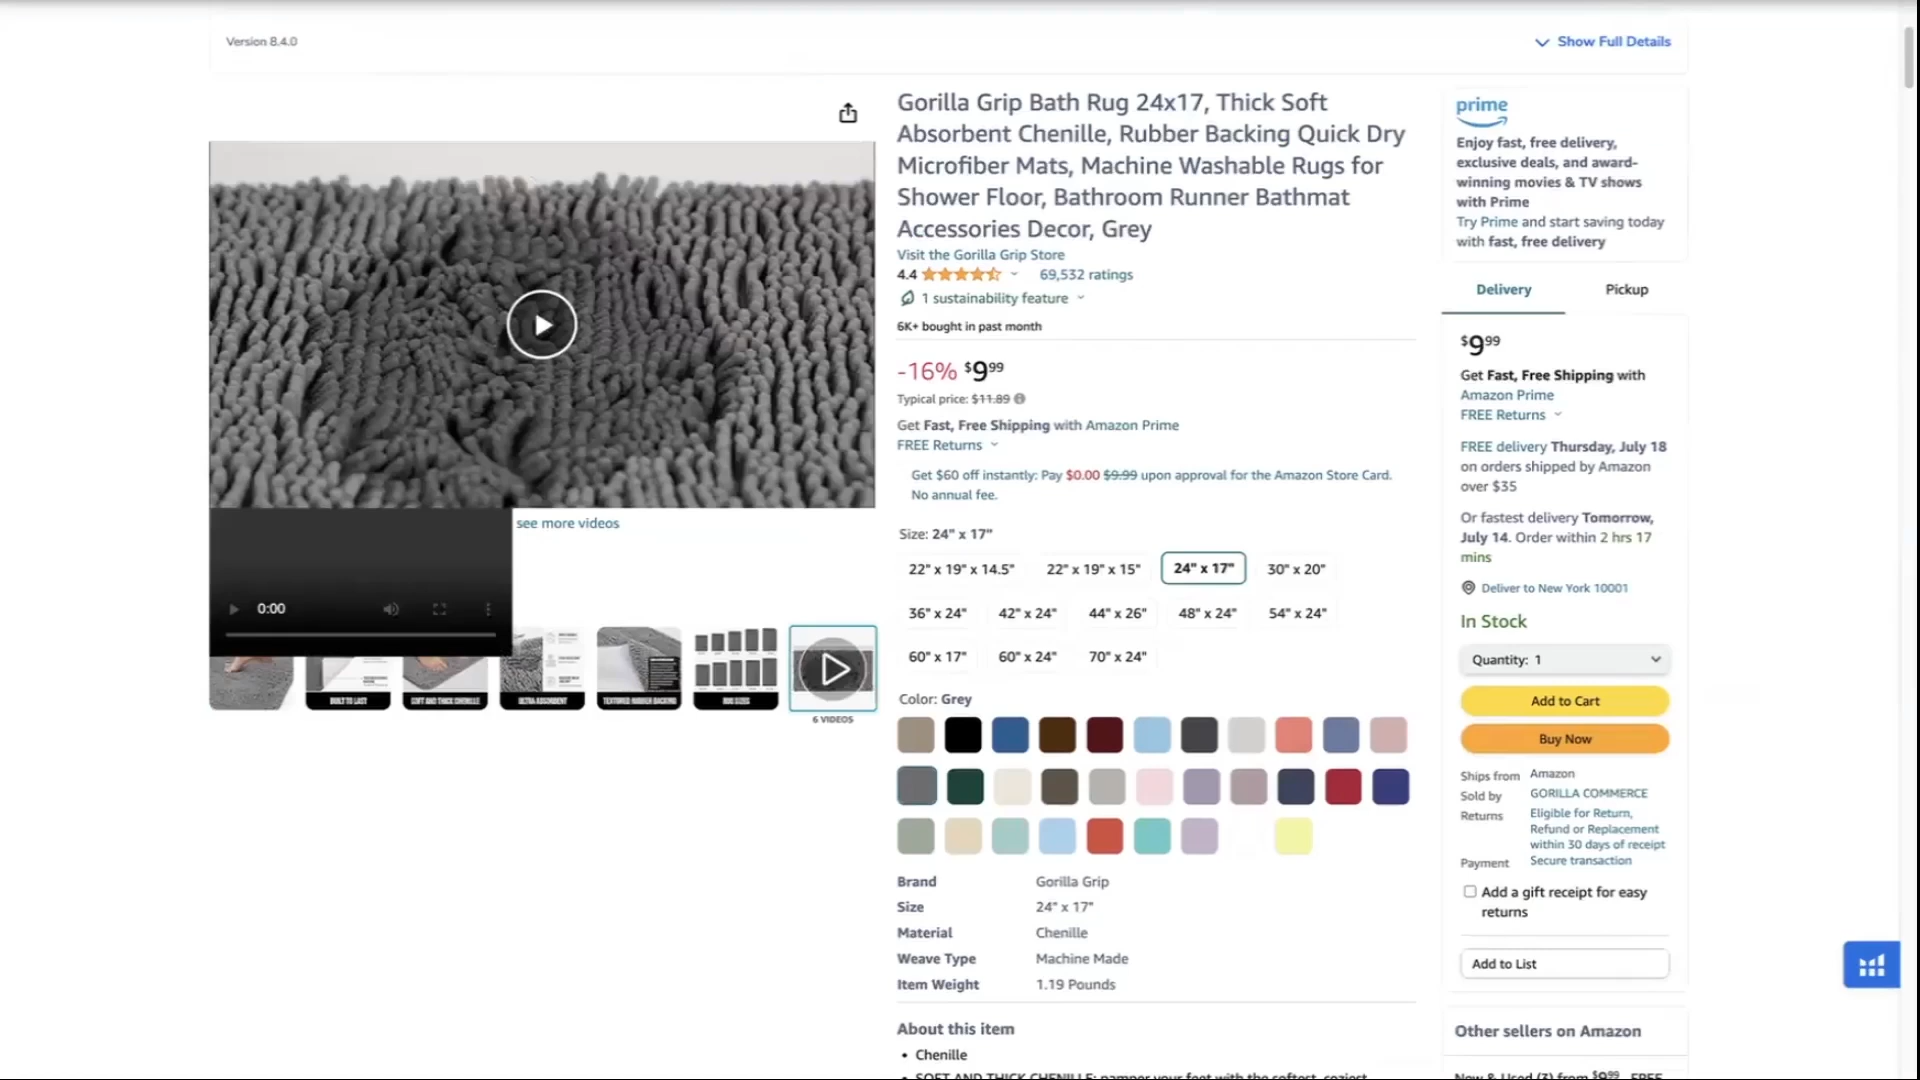 Version 8.4.0
Show Full Details
Gorilla Grip Bath Rug 24x17, Thick Soft
Absorbent Chenille, Rubber Backing Quick Dry
Microfiber Mats, Machine Washable Rugs for
Shower Floor, Bathroom Runner Bathmat
Accessories Decor, Grey
Visit the Gorilla Grip Store
4.4 69,532 ratings
1 sustainability feature
6K+ bought in past month
-16% $9.99
Typical price: $11.89
Get Fast, Free Shipping with Amazon Prime
FREE Returns
Get $60 off instantly: Pay $0.00 $9.99 upon approval for the Amazon Store Card.
No annual fee.
see more videos
0:00
BUILT TO LAST
SOFT AND THICK CHENILLE
ULTRA ABSORBENT
TEXTURED RUBBER BACKING
RUG SIZES
6 VIDEOS
Size: 24" x 17"
22" x 19" x 14.5" 22" x 19" x 15" 24" x 17" 30" x 20"
36" x 24" 42" x 24" 44" x 26" 48" x 24" 54" x 24"
60" x 17" 60" x 24" 70" x 24"
Color: Grey
Brand Gorilla Grip
Size 24" x 17"
Material Chenille
Weave Type Machine Made
Item Weight 1.19 Pounds
About this item
• Chenille
• SOFT AND THICK CHENILLE: pamper your feet with the softest, coziest
prime
Enjoy fast, free delivery,
exclusive deals, and award-
winning movies & TV shows
with Prime
Try Prime and start saving today
with fast, free delivery
Delivery Pickup
$9.99
Get Fast, Free Shipping with
Amazon Prime
FREE Returns
FREE delivery Thursday, July 18
on orders shipped by Amazon
over $35
Or fastest delivery Tomorrow,
July 14. Order within 2 hrs 17
mins
Deliver to New York 10001
In Stock
Quantity: 1
Add to Cart
Buy Now
Ships from Amazon
Sold by GORILLA COMMERCE
Returns Eligible for Return,
Refund or Replacement
within 30 days of receipt
Payment Secure transaction
Add a gift receipt for easy
returns
Add to List
Other sellers on Amazon
New & Used (3) from $9.99 FREE